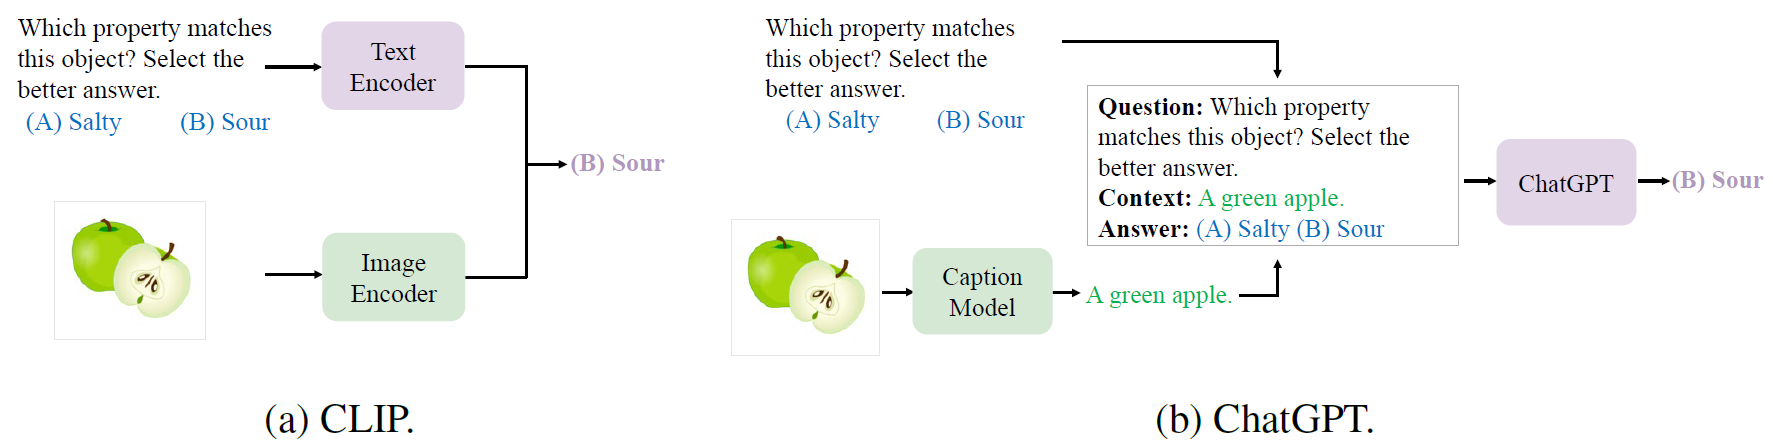 Which property matches
this object? Select the
better answer.
(A) Salty (B) Sour
Text
Encoder
(B) Sour
Image
Encoder
(a) CLIP.
Which property matches
this object? Select the
better answer.
(A) Salty (B) Sour
Question: Which property
matches this object? Select the
better answer.
Context: A green apple.
Answer: (A) Salty (B) Sour
ChatGPT
(B) Sour
Caption
Model
A green apple.
(b) ChatGPT.